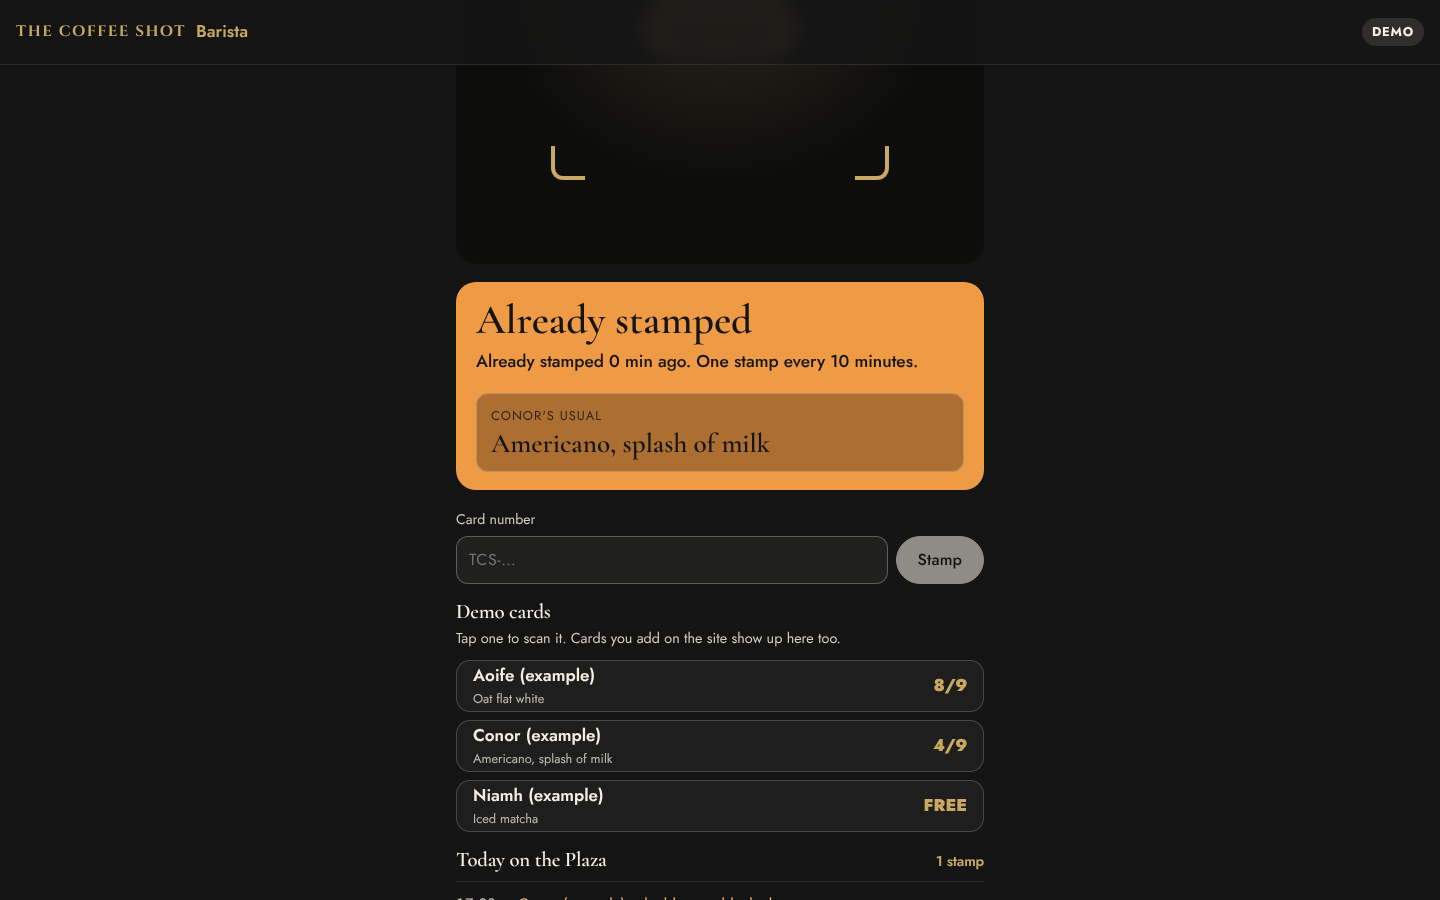 THE COFFEE SHOT Barista
DEMO
Already stamped
Already stamped 0 min ago. One stamp every 10 minutes.
CONOR'S USUAL
Americano, splash of milk
Card number
TCS-...
Stamp
Demo cards
Tap one to scan it. Cards you add on the site show up here too.
Aoife (example)
Oat flat white
8/9
Conor (example)
Americano, splash of milk
4/9
Niamh (example)
Iced matcha
FREE
Today on the Plaza
1 stamp